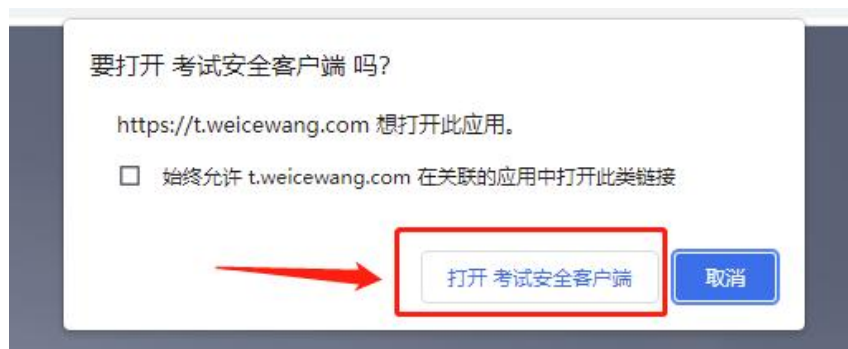 要打开 考试安全客户端 吗?
https://t.weicewang.com 想打开此应用。
始终允许 t.weicewang.com 在关联的应用中打开此类链接
打开 考试安全客户端
取消